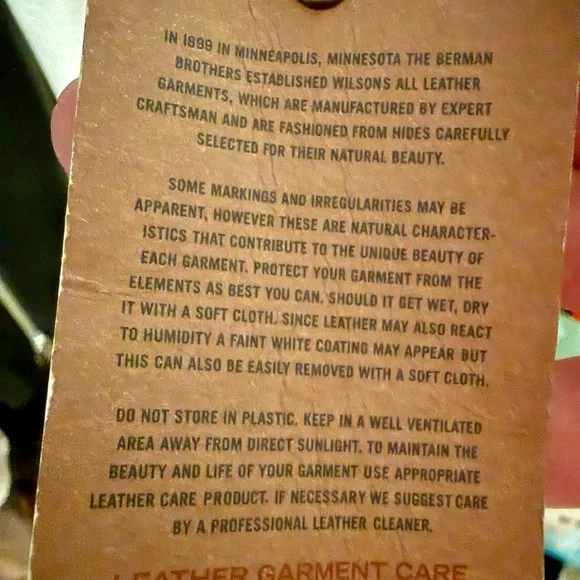 IN 1899 IN MINNEAPOLIS, MINNESOTA THE BERMAN
BROTHERS ESTABLISHED WILSONS ALL LEATHER
GARMENTS, WHICH ARE MANUFACTURED BY EXPERT
CRAFTSMAN AND ARE FASHIONED FROM HIDES CAREFULLY
SELECTED FOR THEIR NATURAL BEAUTY.
SOME MARKINGS AND IRREGULARITIES MAY BE
APPARENT, HOWEVER THESE ARE NATURAL CHARACTER-
ISTICS THAT CONTRIBUTE TO THE UNIQUE BEAUTY OF
EACH GARMENT. PROTECT YOUR GARMENT FROM THE
ELEMENTS AS BEST YOU CAN. SHOULD IT GET WET, DRY
IT WITH A SOFT CLOTH. SINCE LEATHER MAY ALSO REACT
TO HUMIDITY A FAINT WHITE COATING MAY APPEAR BUT
THIS CAN ALSO BE EASILY REMOVED WITH A SOFT CLOTH.
DO NOT STORE IN PLASTIC. KEEP IN A WELL VENTILATED
AREA AWAY FROM DIRECT SUNLIGHT. TO MAINTAIN THE
BEAUTY AND LIFE OF YOUR GARMENT USE APPROPRIATE
LEATHER CARE PRODUCT. IF NECESSARY WE SUGGEST CARE
BY A PROFESSIONAL LEATHER CLEANER.
LEATHER GARMENT CARE